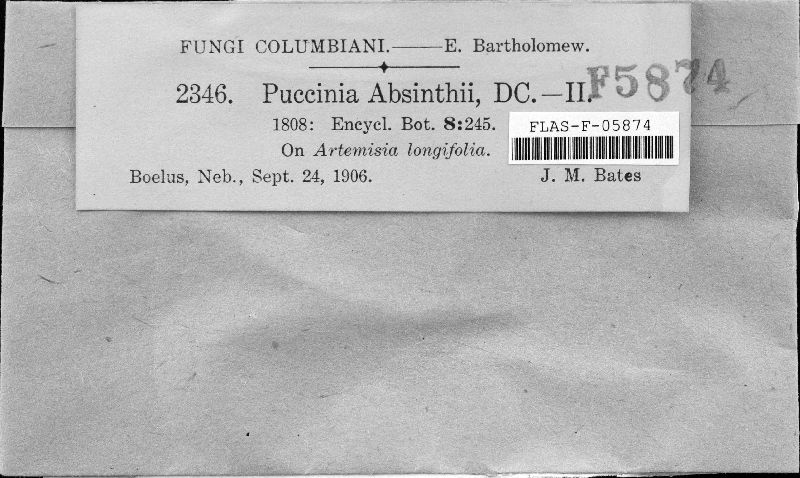 FUNGI COLUMBIANI.——E. Bartholomew.
2346. Puccinia Absinthii, DC.—II.
F5874
1808: Encycl. Bot. 8:245.
FLAS-F-05874
On Artemisia longifolia.
Boelus, Neb., Sept. 24, 1906. J. M. Bates